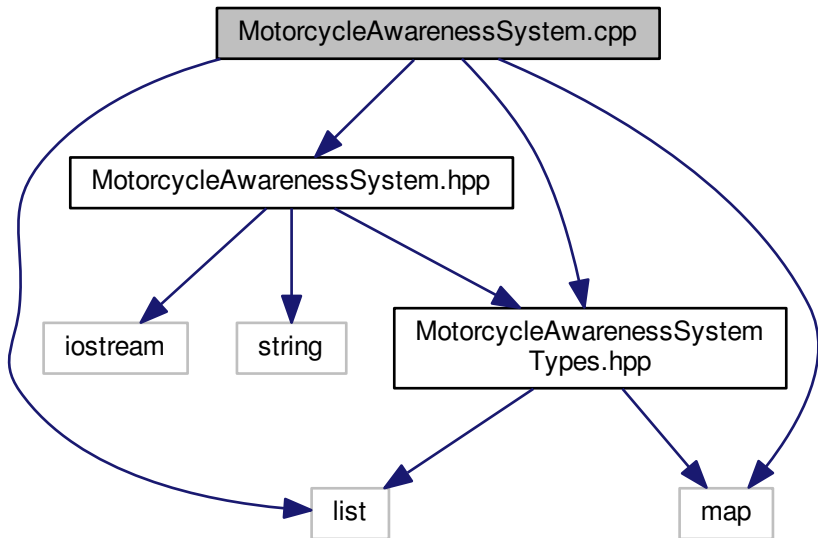 MotorcycleAwarenessSystem.cpp
MotorcycleAwarenessSystem.hpp
iostream
string
MotorcycleAwarenessSystem
Types.hpp
list
map